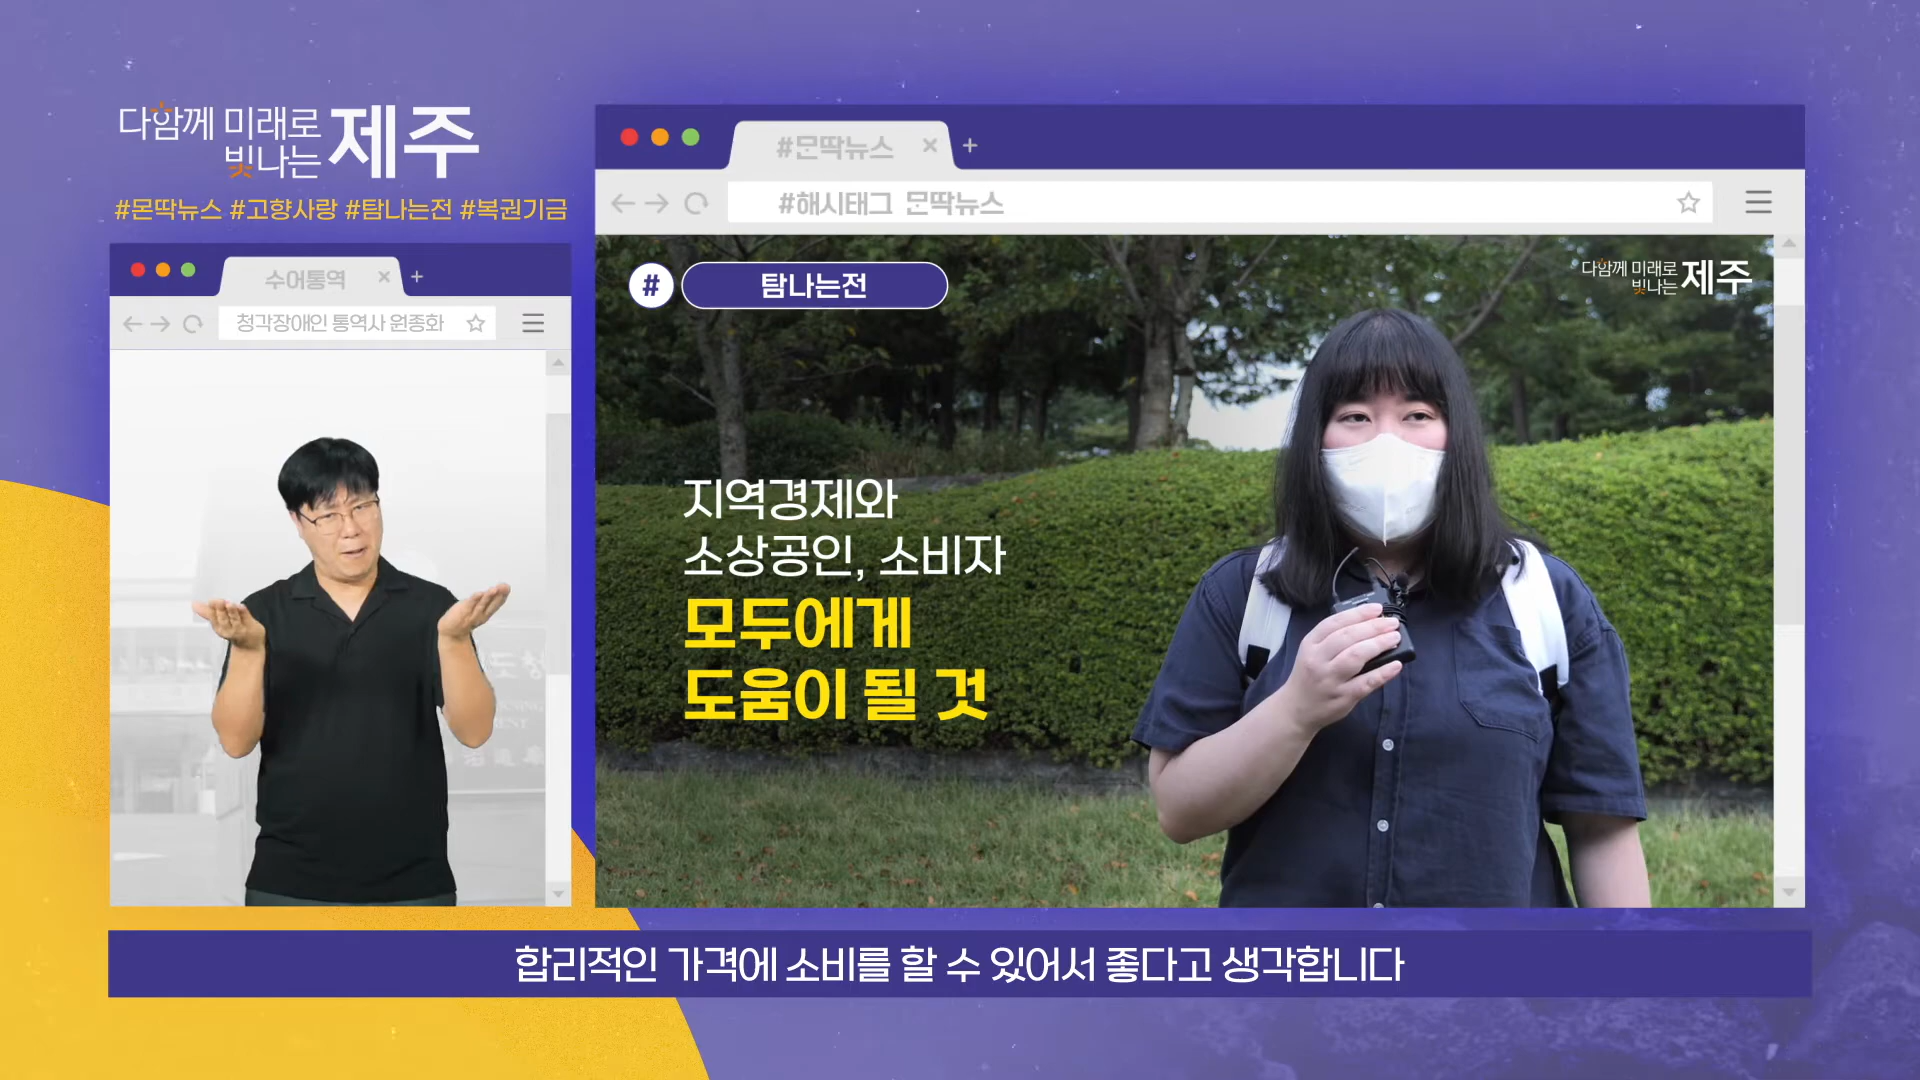 다함께 미래로
빛나는 제주
#몬딱뉴스 #고향사랑 #탐나는전 #복권기금
수어통역
청각장애인 통역사 원종화
#몬딱뉴스
#해시태그 몬딱뉴스
# 탐나는전
다함께 미래로
빛나는 제주
지역경제와
소상공인, 소비자
모두에게
도움이 될 것
합리적인 가격에 소비를 할 수 있어서 좋다고 생각합니다